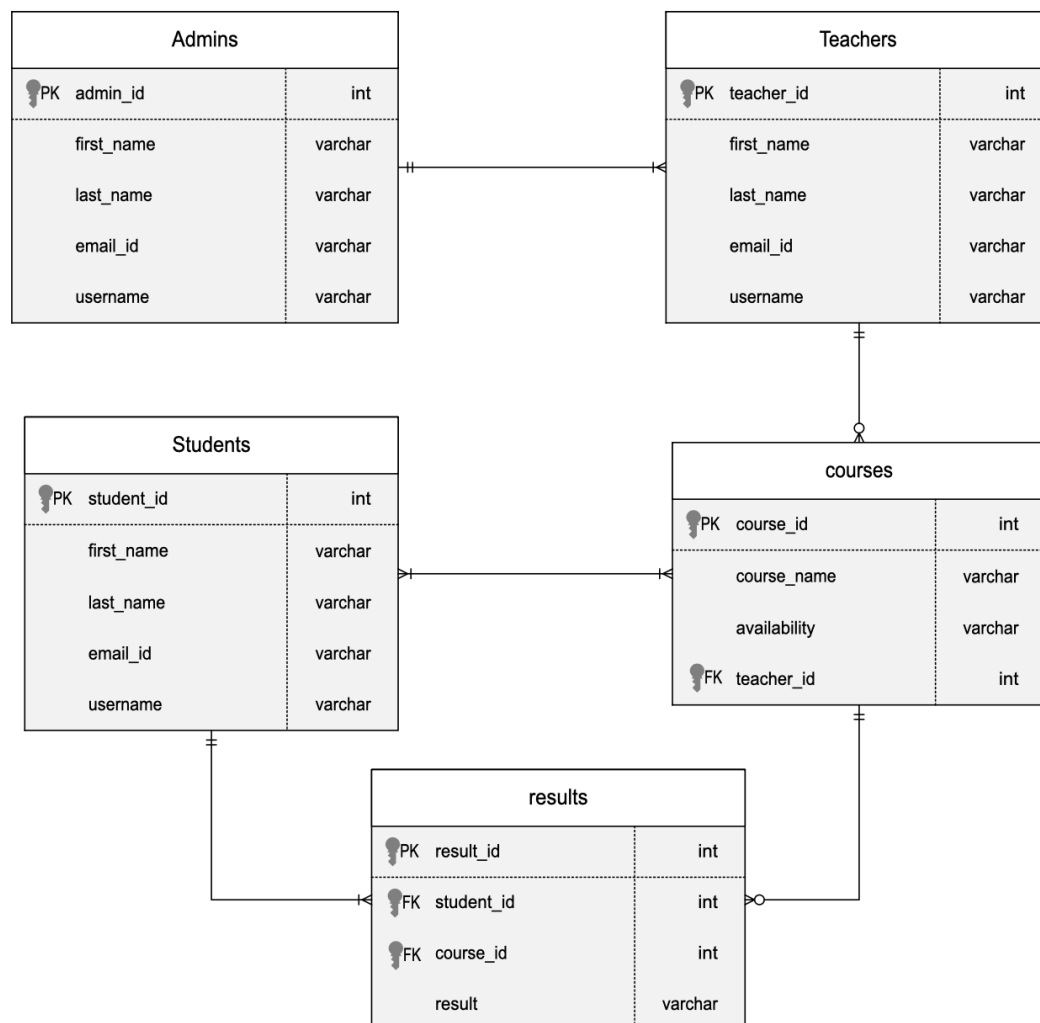 Admins
PK admin_id int
first_name varchar
last_name varchar
email_id varchar
username varchar
Teachers
PK teacher_id int
first_name varchar
last_name varchar
email_id varchar
username varchar
Students
PK student_id int
first_name varchar
last_name varchar
email_id varchar
username varchar
courses
PK course_id int
course_name varchar
availability varchar
FK teacher_id int
results
PK result_id int
FK student_id int
FK course_id int
result varchar